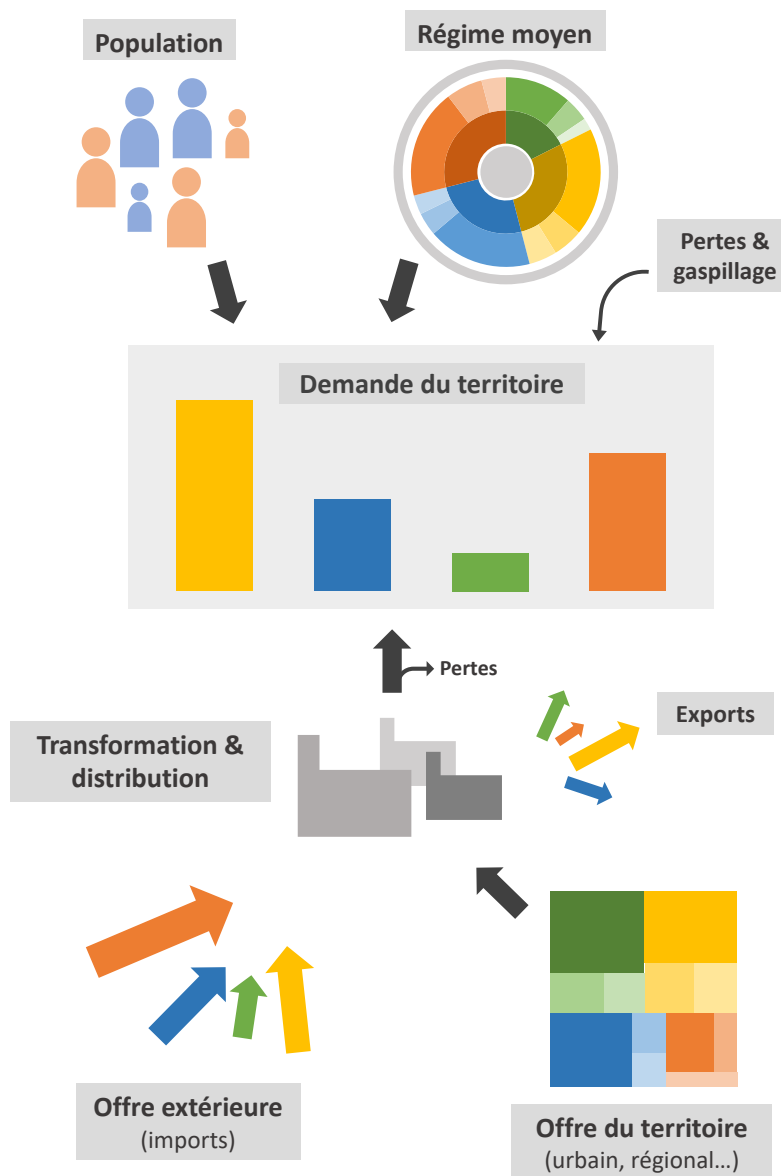 Population
Régime moyen
Pertes &
gaspillage
Demande du territoire
Pertes
Exports
Transformation &
distribution
Offre extérieure
(imports)
Offre du territoire
(urbain, régional...)